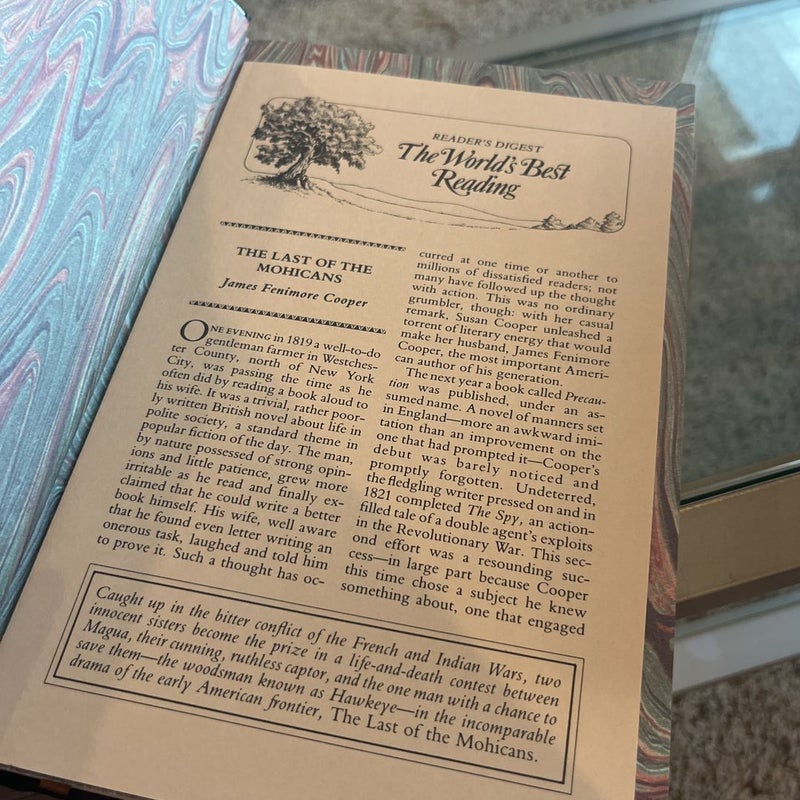 READER'S DIGEST
The World's Best
Reading
THE LAST OF THE
MOHICANS
James Fenimore Cooper
ONE EVENING in 1819 a well-to-do
gentleman farmer in Westches-
ter County, north of New York
City, was passing the time as he
often did by reading a book aloud to
his wife. It was a trivial, rather poor-
ly written British novel about life in
polite society, a standard theme in
popular fiction of the day. The man,
by nature possessed of strong opin-
ions and little patience, grew more
irritable as he read and finally ex-
claimed that he could write a better
book himself. His wife, well aware
that he found even letter writing an
onerous task, laughed and told him
to prove it. Such a thought has oc-
curred at one time or another to
millions of dissatisfied readers; not
many have followed up the thought
with action. This was no ordinary
grumbler, though: with her casual
remark, Susan Cooper unleashed a
torrent of literary energy that would
make her husband, James Fenimore
Cooper, the most important Ameri-
can author of his generation.
The next year a book called Precau-
tion was published, under an as-
sumed name. A novel of manners set
in England—more an awkward imi-
tation than an improvement on the
one that had prompted it—Cooper's
debut was barely noticed and
promptly forgotten. Undeterred,
the fledgling writer pressed on and in
1821 completed The Spy, an action-
filled tale of a double agent's exploits
in the Revolutionary War. This sec-
ond effort was a resounding suc-
cess—in large part because Cooper
this time chose a subject he knew
something about, one that engaged
Caught up in the bitter conflict of the French and Indian Wars, two
innocent sisters become the prize in a life-and-death contest between
Magua, their cunning, ruthless captor, and the one man with a chance to
save them—the woodsman known as Hawkeye—in the incomparable
drama of the early American frontier, The Last of the Mohicans.